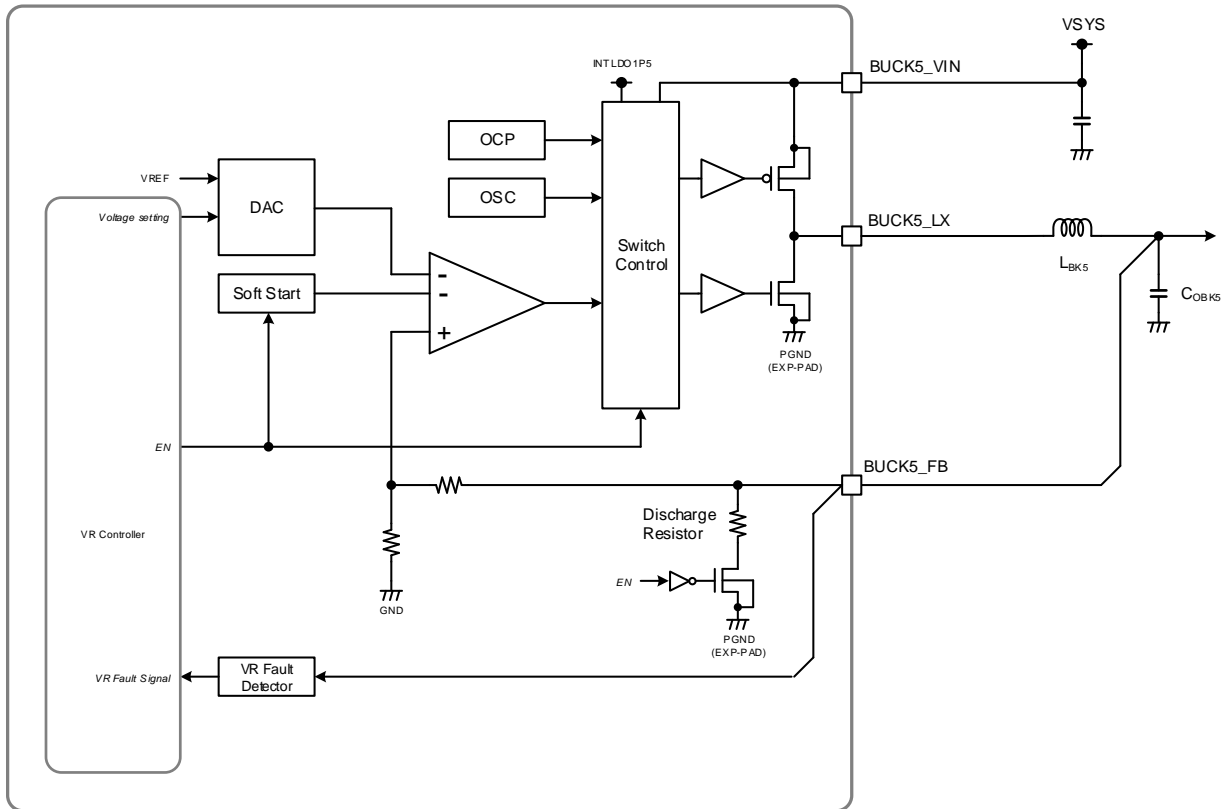 VSYS
BUCK5_VIN
INTLDO1P5
OCP
VREF
DAC
OSC
Voltage setting
BUCK5_LX
Switch
Control
LBK5
-
-
Soft Start
COBK5
+
PGND
(EXP-PAD)
EN
BUCK5_FB
Discharge
Resistor
VR Controller
EN
GND
PGND
(EXP-PAD)
VR Fault Signal
VR Fault
Detector